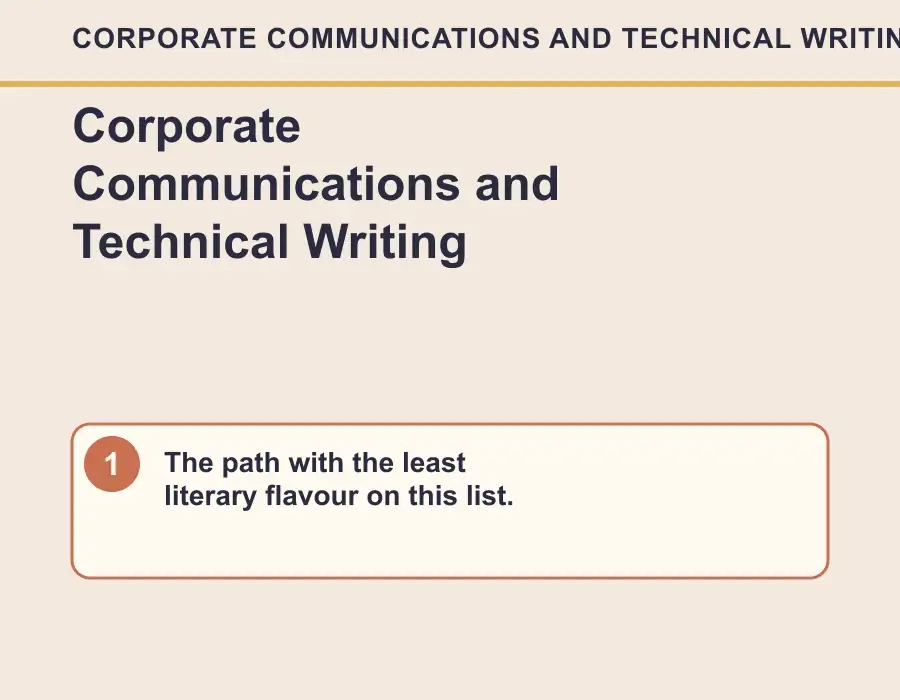 CORPORATE COMMUNICATIONS AND TECHNICAL
Corporate
Communications and
Technical Writing
1
The path with the least
literary flavour on this list.